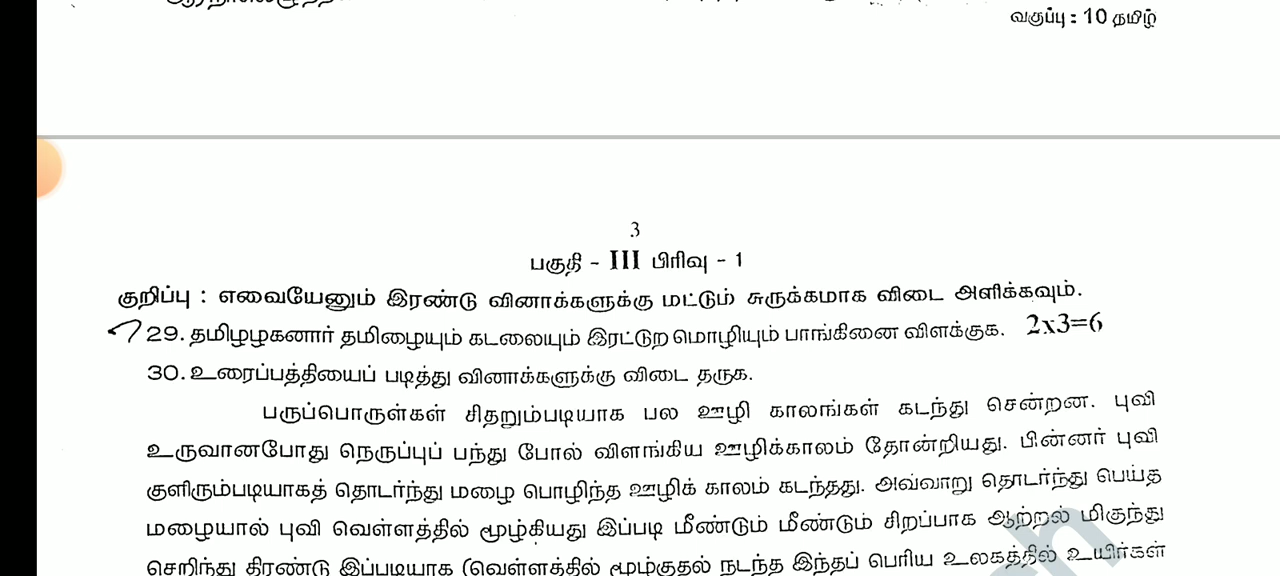 வகுப்பு : 10 தமிழ்
3
பகுதி - III பிரிவு - 1
குறிப்பு : எவையேனும் இரண்டு வினாக்களுக்கு மட்டும் சுருக்கமாக விடை அளிக்கவும்.
29. தமிழழகனார் தமிழையும் கடலையும் இரட்டுற மொழியும் பாங்கினை விளக்குக. 2x3=6
30. உரைப்பத்தியைப் படித்து வினாக்களுக்கு விடை தருக.
பருப்பொருள்கள் சிதறும்படியாக பல ஊழி காலங்கள் கடந்து சென்றன. புவி
உருவானபோது நெருப்புப் பந்து போல் விளங்கிய ஊழிக்காலம் தோன்றியது. பின்னர் புவி
குளிரும்படியாகத் தொடர்ந்து மழை பொழிந்த ஊழிக் காலம் கடந்தது. அவ்வாறு தொடர்ந்து பெய்த
மழையால் புவி வெள்ளத்தில் மூழ்கியது இப்படி மீண்டும் மீண்டும் சிறப்பாக ஆற்றல் மிகுந்து
செறிந்து திரண்டு இப்படியாக (வெள்ளத்தில் மூழ்குதல் நடந்த இந்தப் பெரிய உலகத்தில் உயிர்கள்